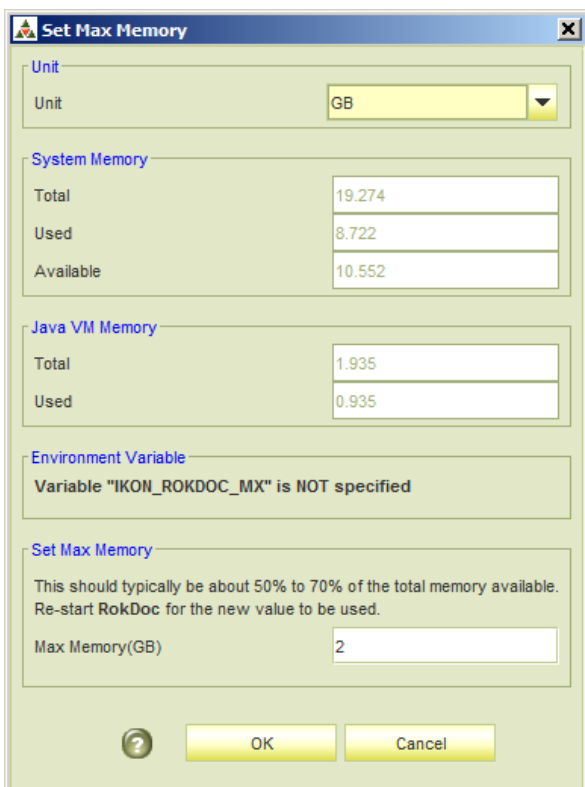 Set Max Memory
Unit
Unit GB
System Memory
Total 19.274
Used 8.722
Available 10.552
Java VM Memory
Total 1.935
Used 0.935
Environment Variable
Variable "IKON_ROKDOC_MX" is NOT specified
Set Max Memory
This should typically be about 50% to 70% of the total memory available.
Re-start RokDoc for the new value to be used.
Max Memory(GB) 2
? OK Cancel